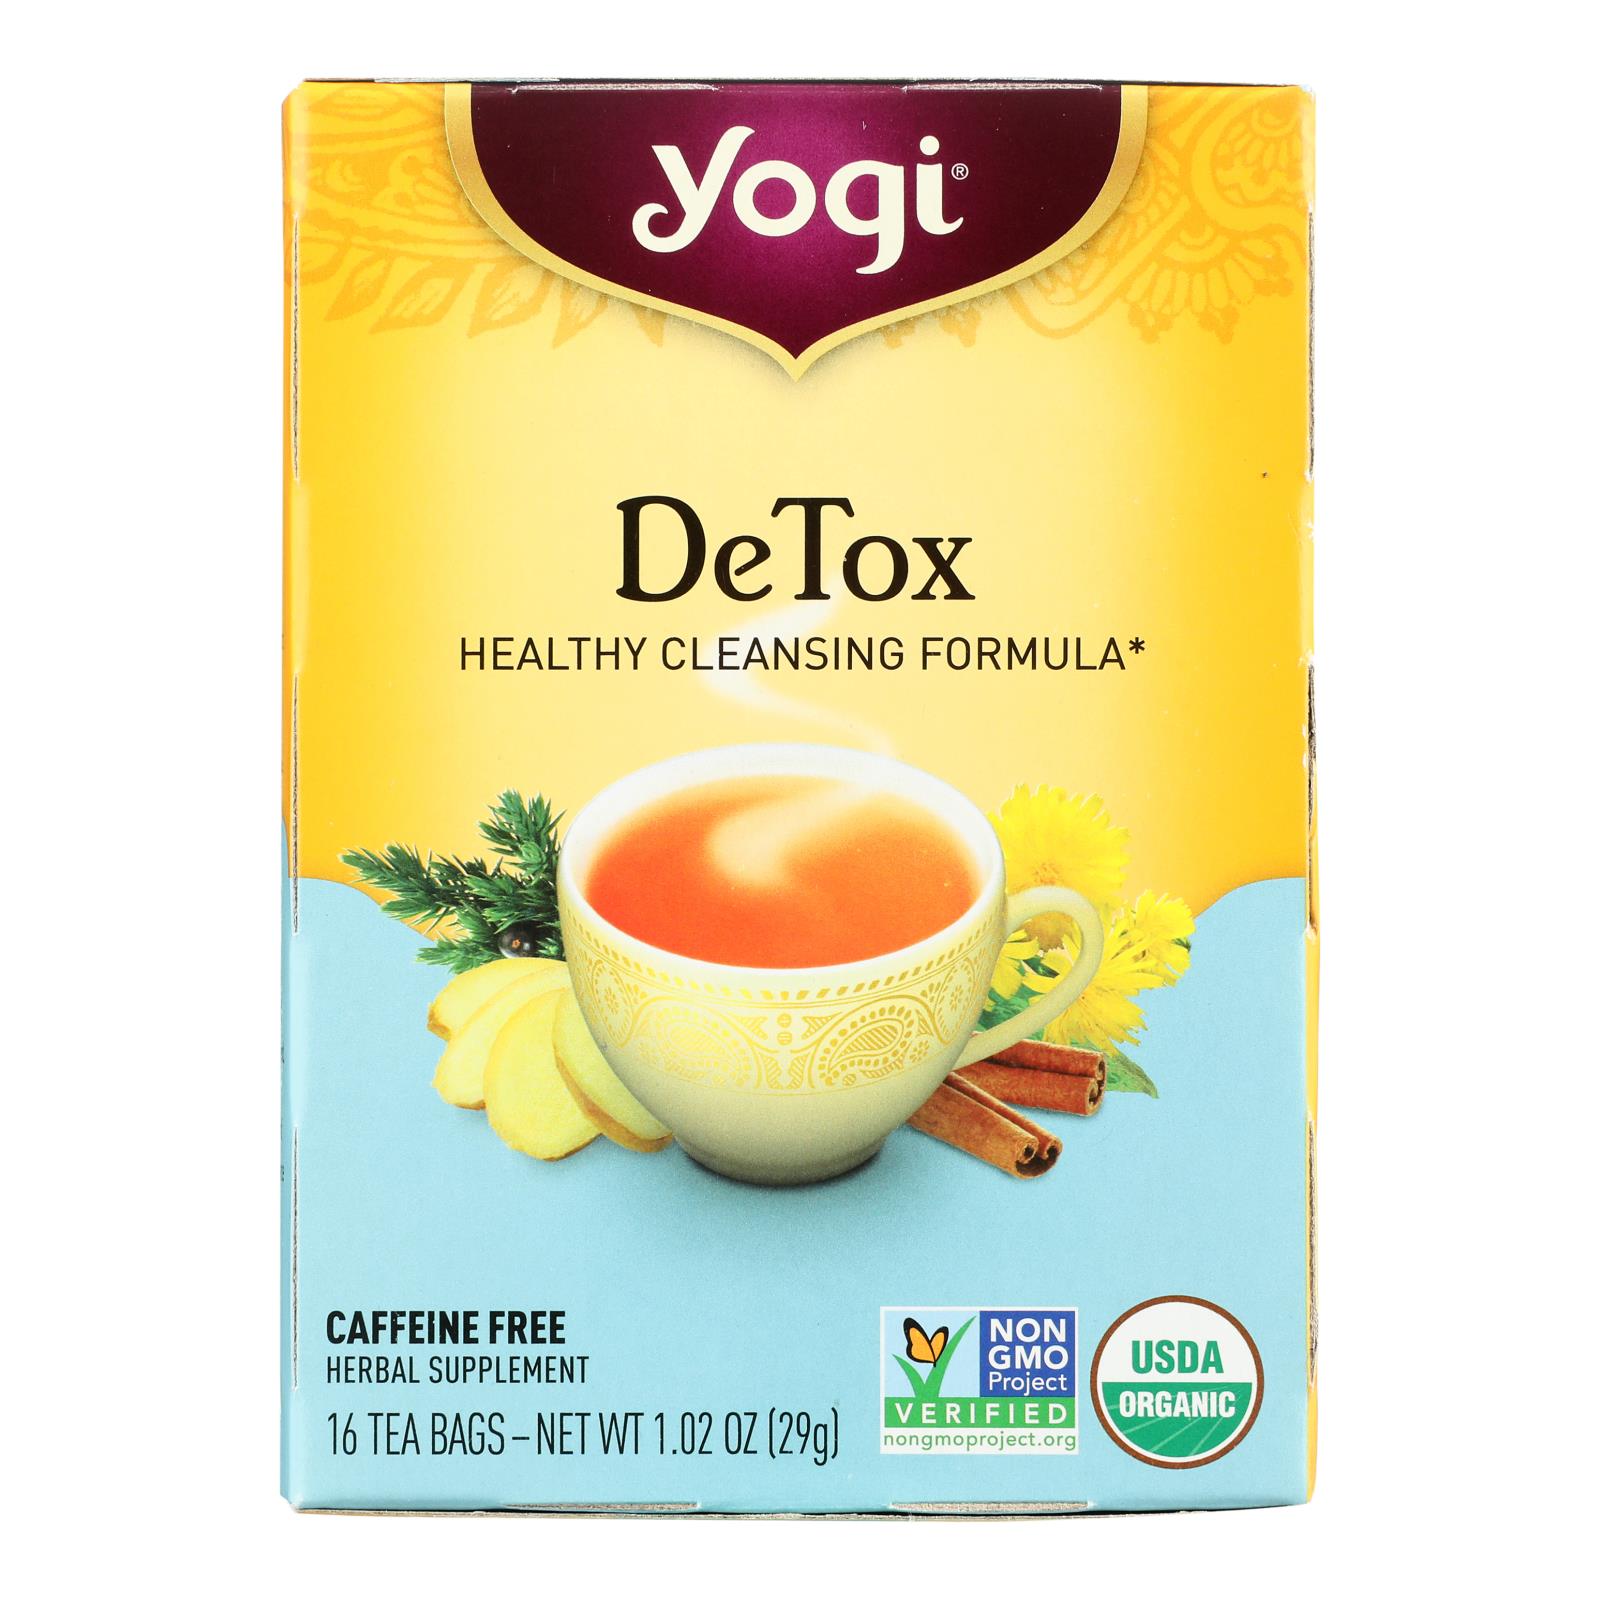 yogi®
DeTox
HEALTHY CLEANSING FORMULA*
CAFFEINE FREE
HERBAL SUPPLEMENT
16 TEA BAGS – NET WT 1.02 OZ (29g)
NON
GMO
Project
VERIFIED
nongmoproject.org
USDA
ORGANIC